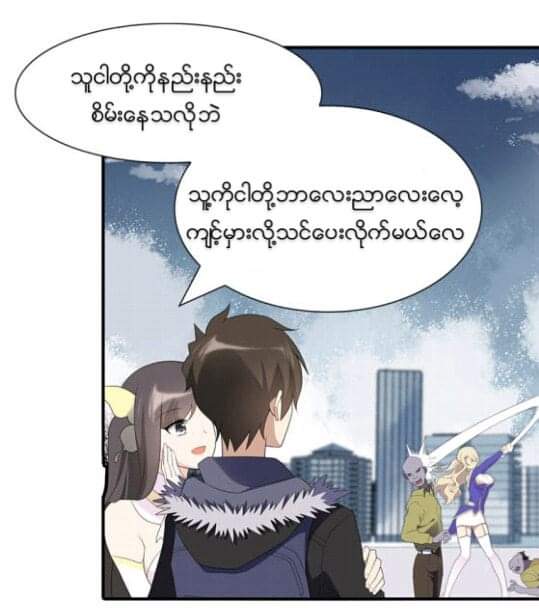 သူငါတို့ကိုနည်းနည်း
စိမ်းနေသလိုဘဲ
သူ့ကိုငါတို့ဘာလေးညာလေးလေ့
ကျင့်မှားလို့သင်ပေးလိုက်မယ်လေ